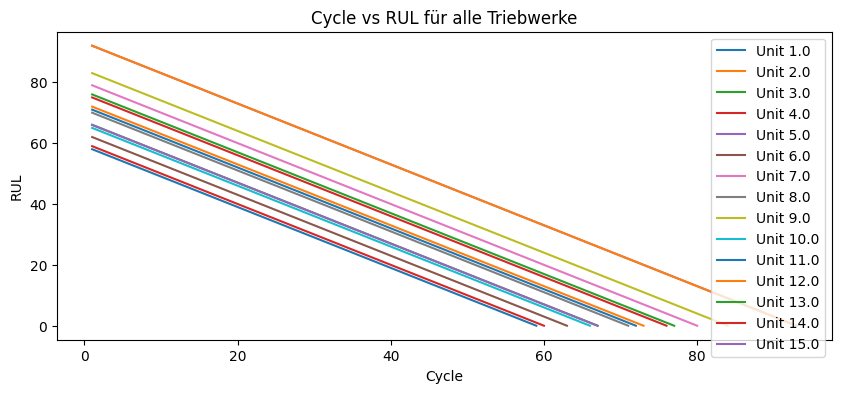 Cycle vs RUL für alle Triebwerke
RUL
80
60
40
20
0
0 20 40 60 80
Cycle
Unit 1.0
Unit 2.0
Unit 3.0
Unit 4.0
Unit 5.0
Unit 6.0
Unit 7.0
Unit 8.0
Unit 9.0
Unit 10.0
Unit 11.0
Unit 12.0
Unit 13.0
Unit 14.0
Unit 15.0